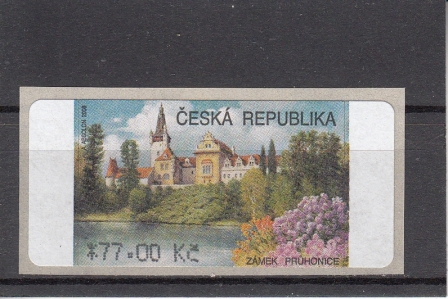 ČESKÁ REPUBLIKA
*77.00 Kč
ZÁMEK PRŮHONICE